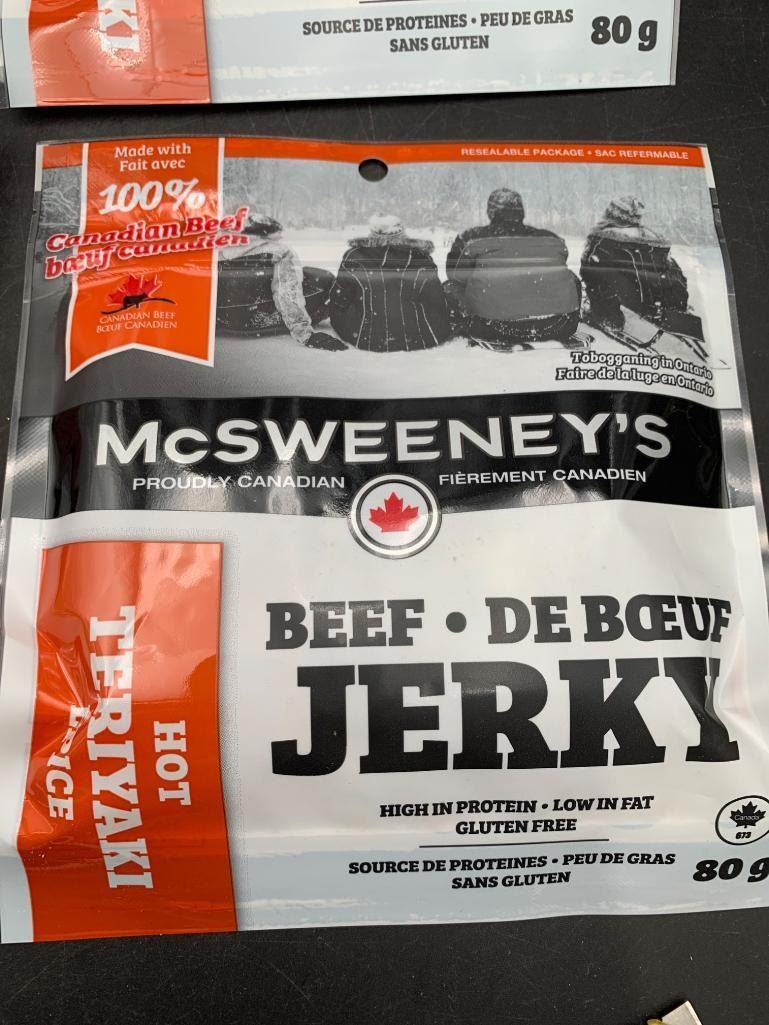 KI
SOURCE DE PROTEINES • PEU DE GRAS
SANS GLUTEN
80 g
Made with
Fait avec
100%
Canadian Beef
bœuf canadien
CANADIAN BEEF
BŒUF CANADIEN
RESEALABLE PACKAGE • SAC REFERMABLE
Tobogganing in Ontario
Faire de la luge en Ontario
McSWEENEY'S
PROUDLY CANADIAN
FIÈREMENT CANADIEN
BEEF • DE BŒUF
JERKY
HOT
TERIYAKI
ÉPICE
HIGH IN PROTEIN • LOW IN FAT
GLUTEN FREE
SOURCE DE PROTEINES • PEU DE GRAS
SANS GLUTEN
Canada
673
80 g